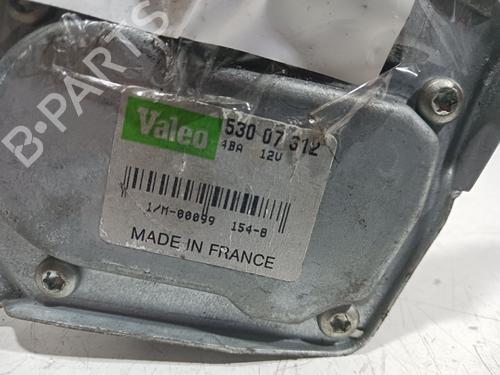 B-PARTS
Valeo
530 07 312
4BA 12V
1/M-00099 154-B
MADE IN FRANCE